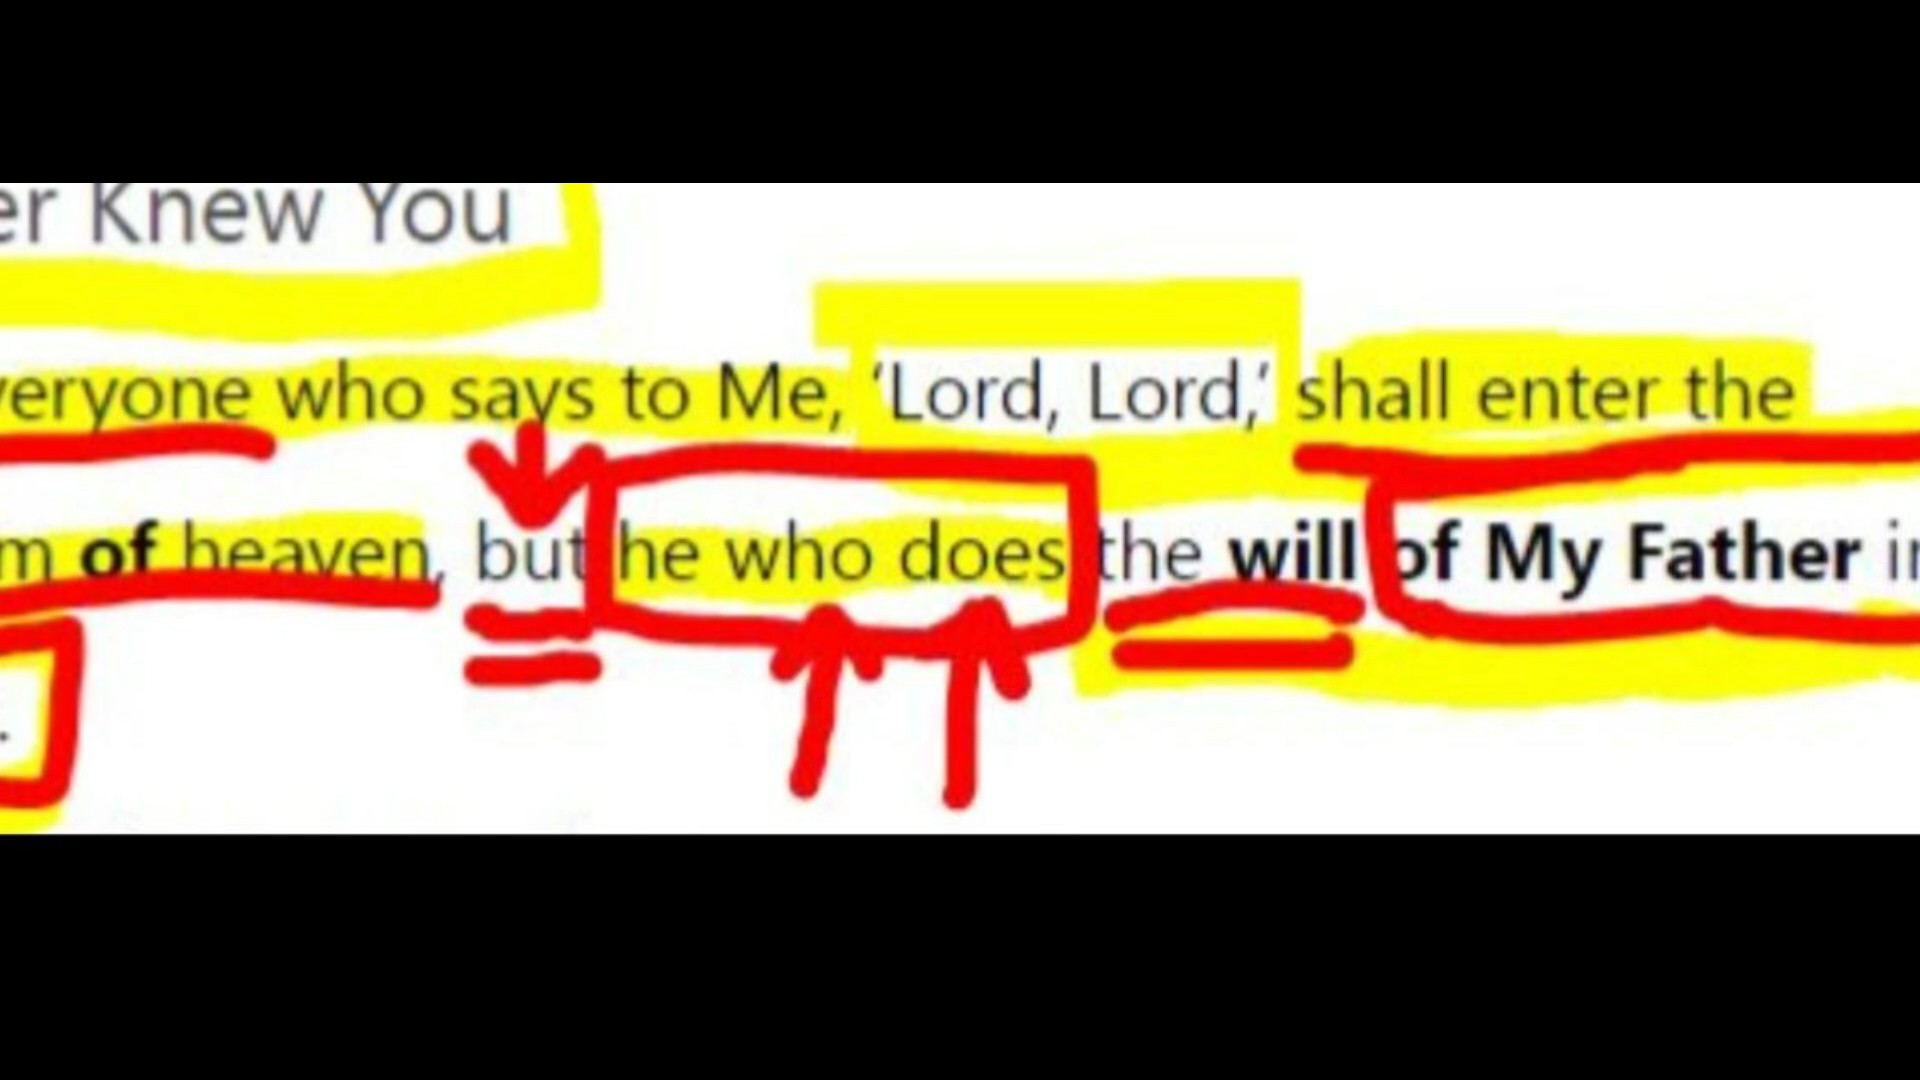 er Knew You
veryone who says to Me, ‘Lord, Lord,’ shall enter the
m of heaven, but he who does the will of My Father in
.